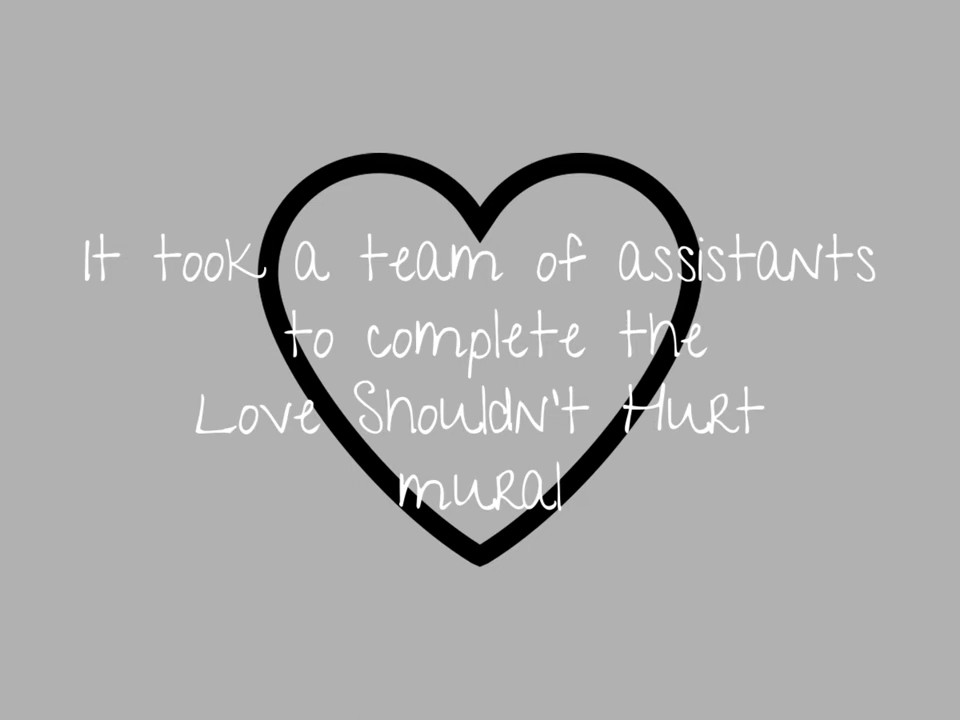 It took a team of assistants
to complete the
Love Shouldn't Hurt
mural